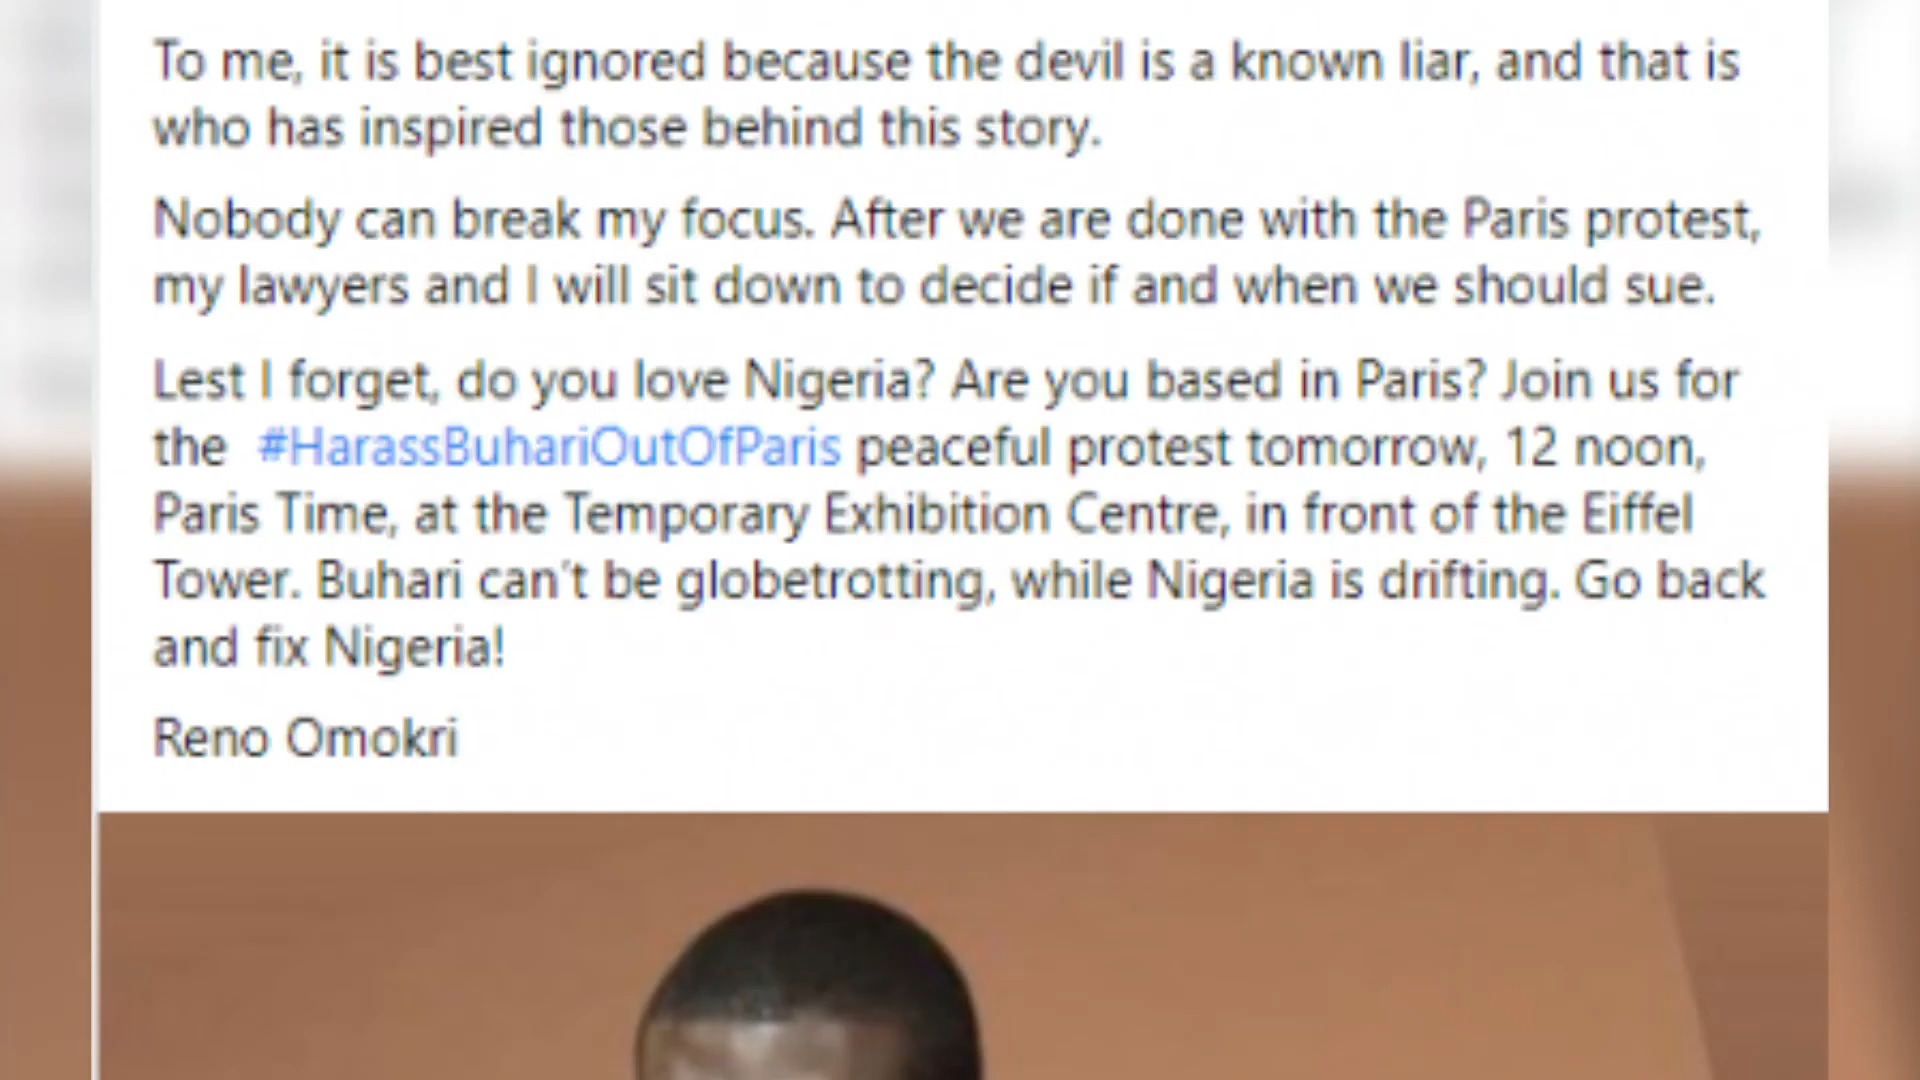 To me, it is best ignored because the devil is a known liar, and that is
who has inspired those behind this story.
Nobody can break my focus. After we are done with the Paris protest,
my lawyers and I will sit down to decide if and when we should sue.
Lest I forget, do you love Nigeria? Are you based in Paris? Join us for
the #HarassBuhariOutOfParis peaceful protest tomorrow, 12 noon,
Paris Time, at the Temporary Exhibition Centre, in front of the Eiffel
Tower. Buhari can't be globetrotting, while Nigeria is drifting. Go back
and fix Nigeria!
Reno Omokri